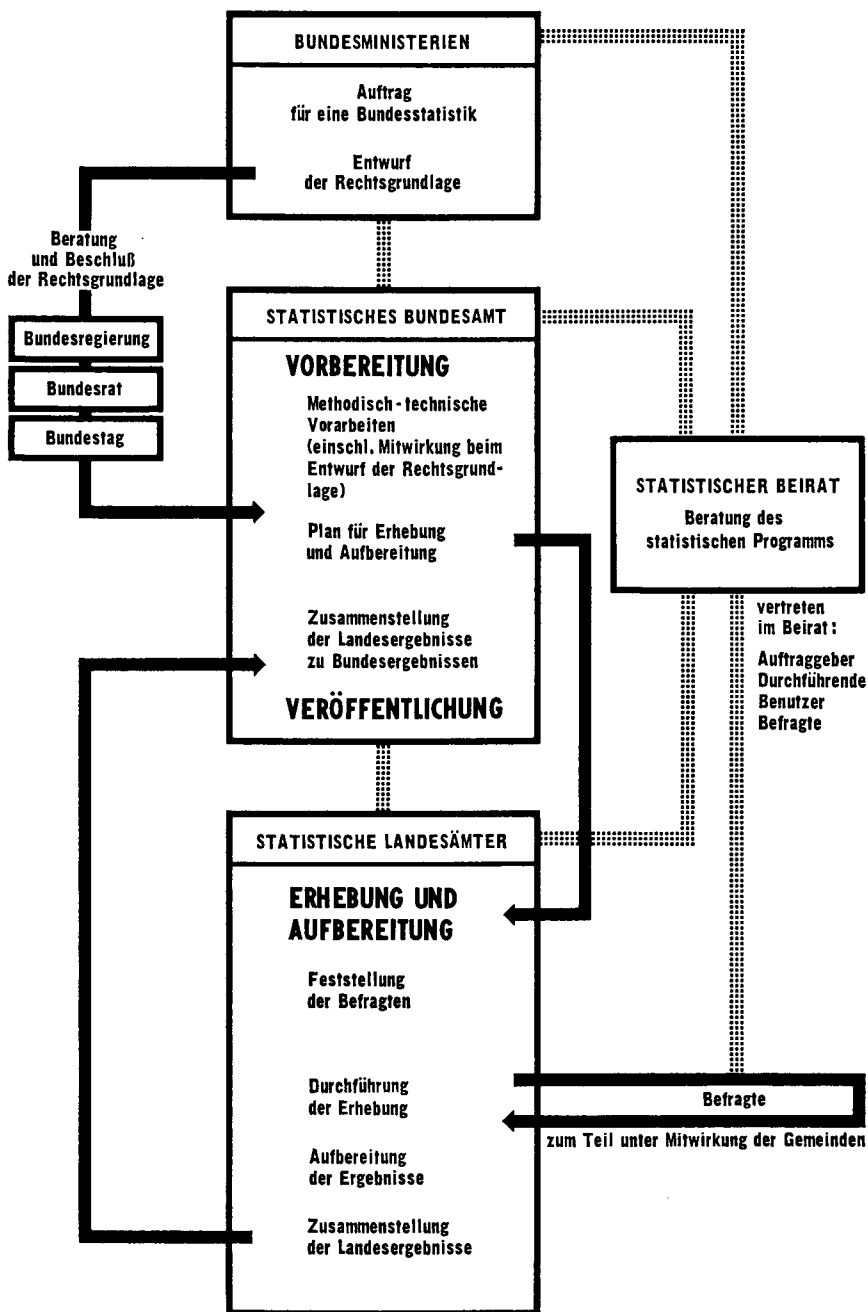 BUNDESMINISTERIEN
Auftrag
für eine Bundesstatistik
Entwurf
der Rechtsgrundlage
Beratung
und Beschluß
der Rechtsgrundlage
Bundesregierung
Bundesrat
Bundestag
STATISTISCHES BUNDESAMT
VORBEREITUNG
Methodisch-technische
Vorarbeiten
(einschl. Mitwirkung beim
Entwurf der Rechtsgrund-
lage)
Plan für Erhebung
und Aufbereitung
Zusammenstellung
der Landesergebnisse
zu Bundesergebnissen
VERÖFFENTLICHUNG
STATISTISCHER BEIRAT
Beratung des
statistischen Programms
vertreten
im Beirat:
Auftraggeber
Durchführende
Benutzer
Befragte
STATISTISCHE LANDESÄMTER
ERHEBUNG UND
AUFBEREITUNG
Feststellung
der Befragten
Durchführung
der Erhebung
Befragte
zum Teil unter Mitwirkung der Gemeinden
Aufbereitung
der Ergebnisse
Zusammenstellung
der Landesergebnisse